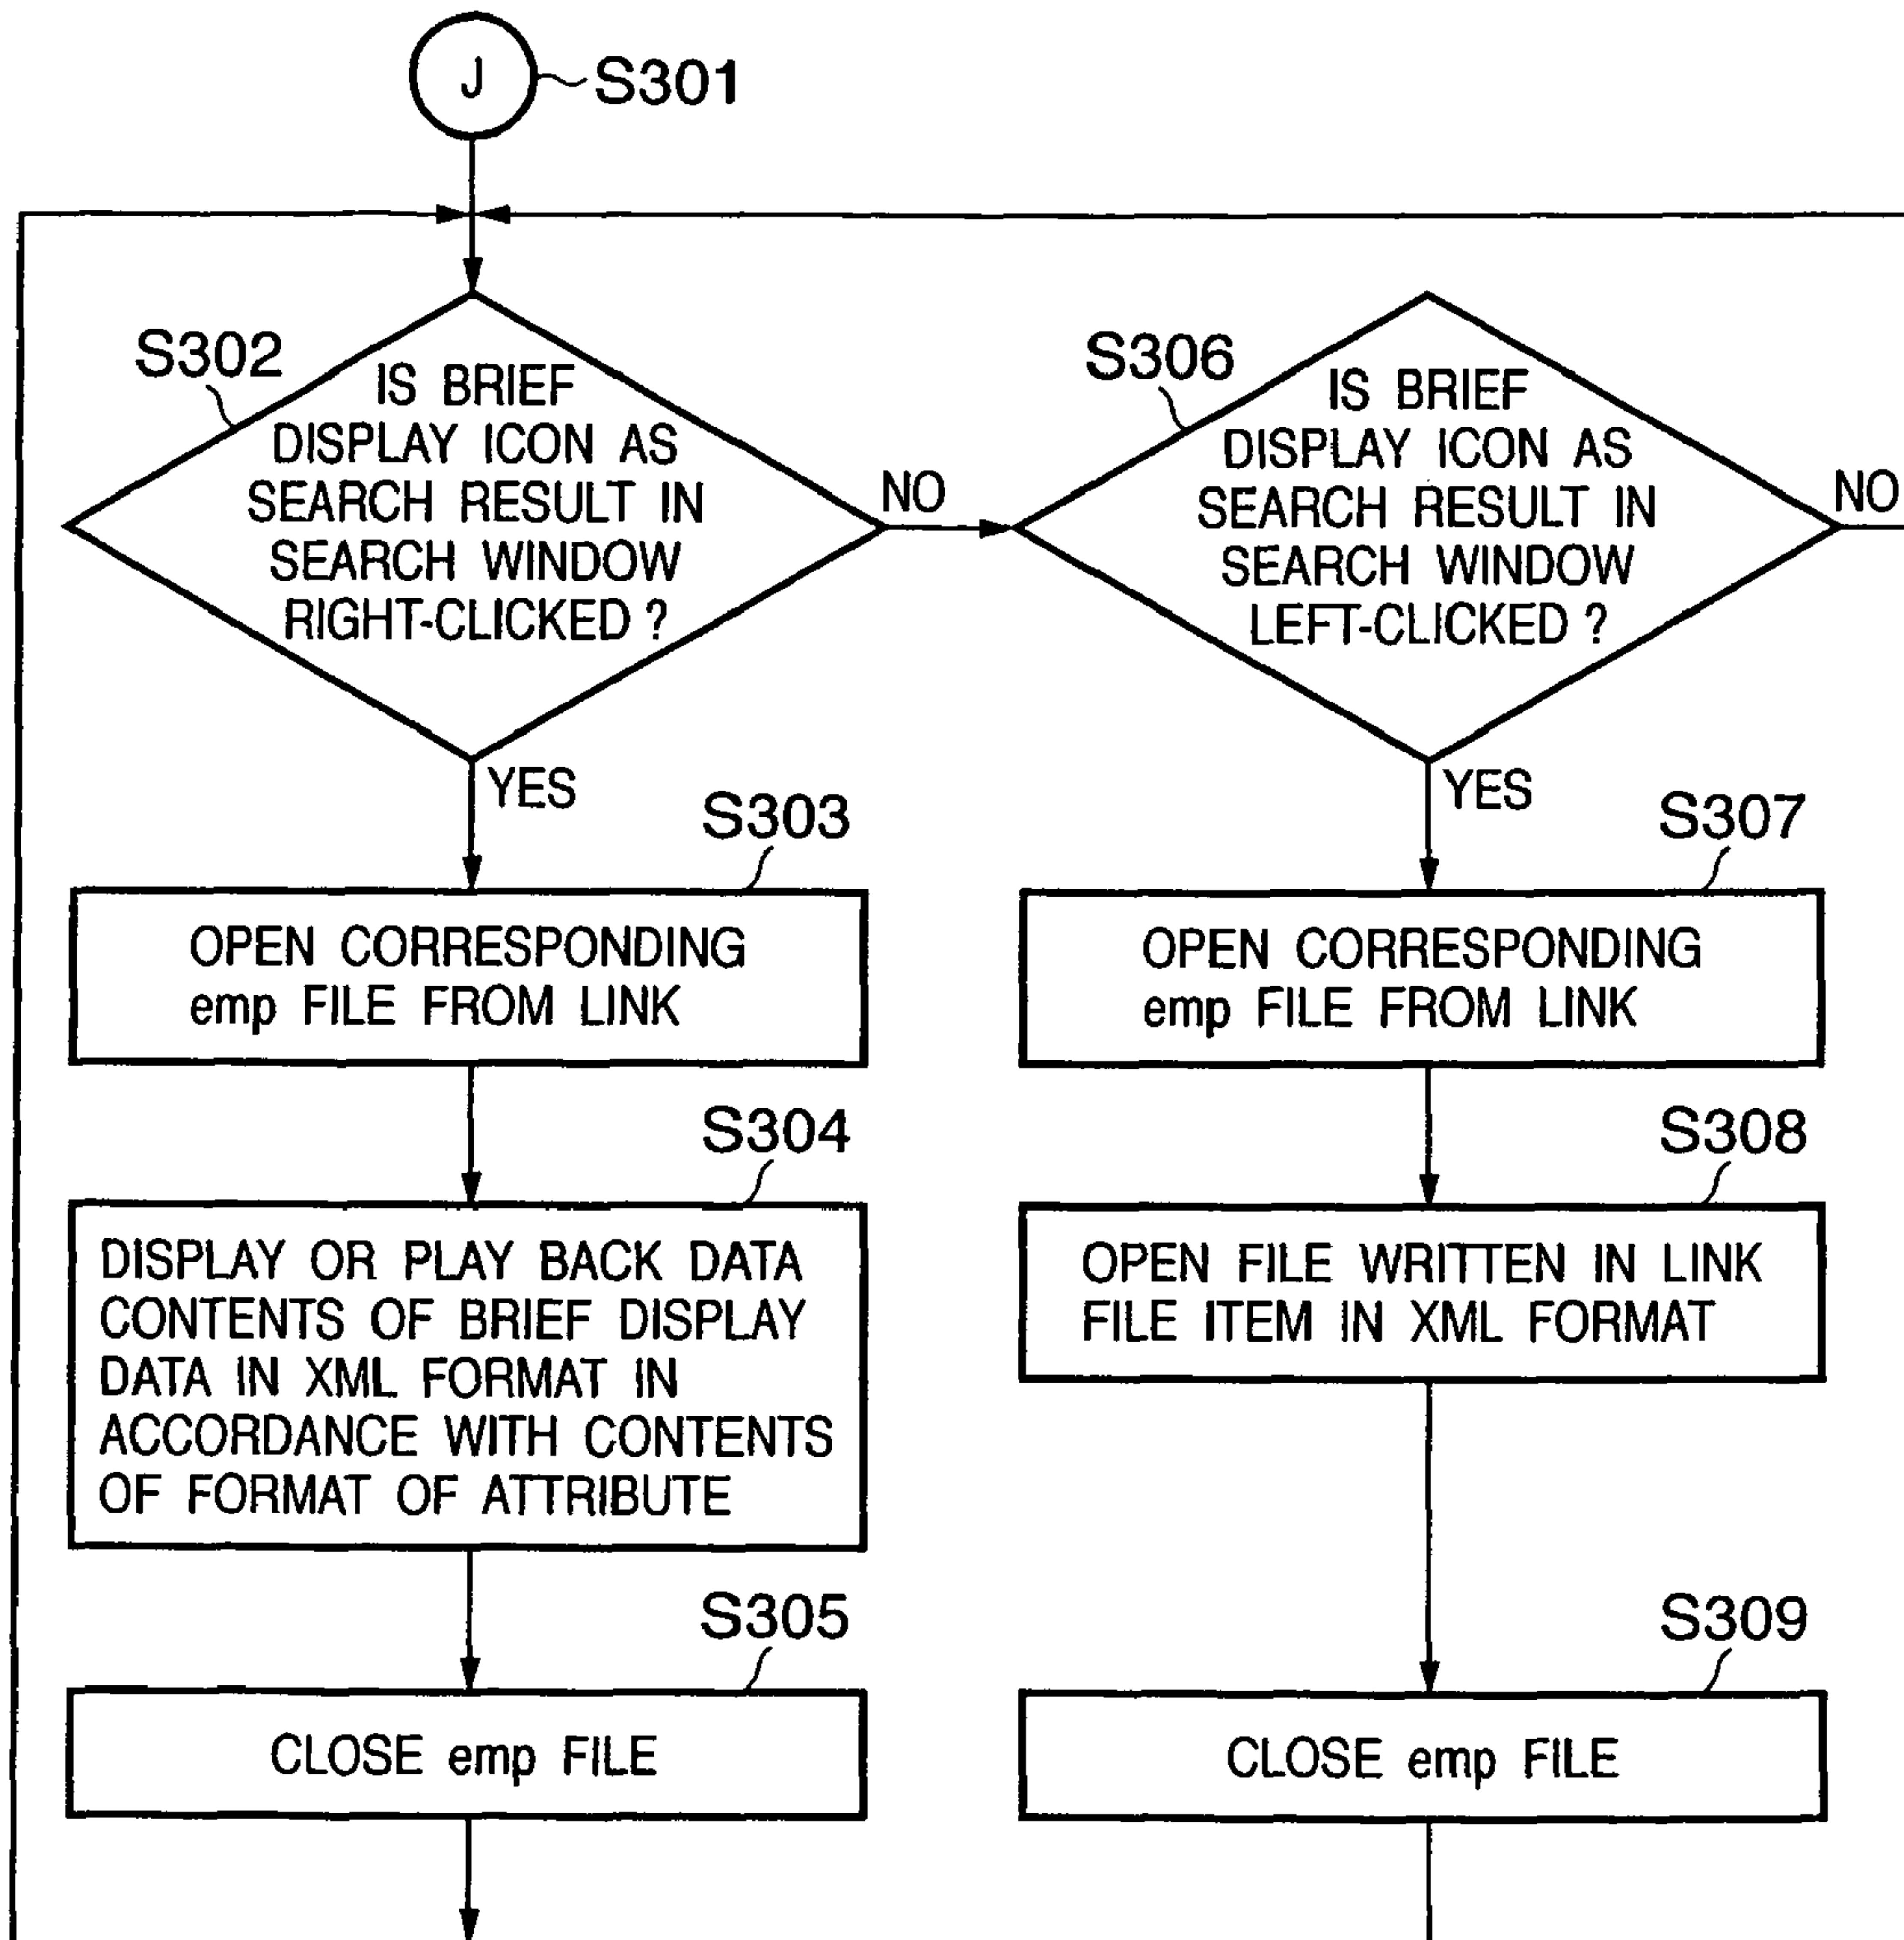 J
S301
S302
IS BRIEF
DISPLAY ICON AS
SEARCH RESULT IN
SEARCH WINDOW
RIGHT-CLICKED ?
NO
YES
S303
OPEN CORRESPONDING
emp FILE FROM LINK
S304
DISPLAY OR PLAY BACK DATA
CONTENTS OF BRIEF DISPLAY
DATA IN XML FORMAT IN
ACCORDANCE WITH CONTENTS
OF FORMAT OF ATTRIBUTE
S305
CLOSE emp FILE
S306
IS BRIEF
DISPLAY ICON AS
SEARCH RESULT IN
SEARCH WINDOW
LEFT-CLICKED ?
NO
YES
S307
OPEN CORRESPONDING
emp FILE FROM LINK
S308
OPEN FILE WRITTEN IN LINK
FILE ITEM IN XML FORMAT
S309
CLOSE emp FILE